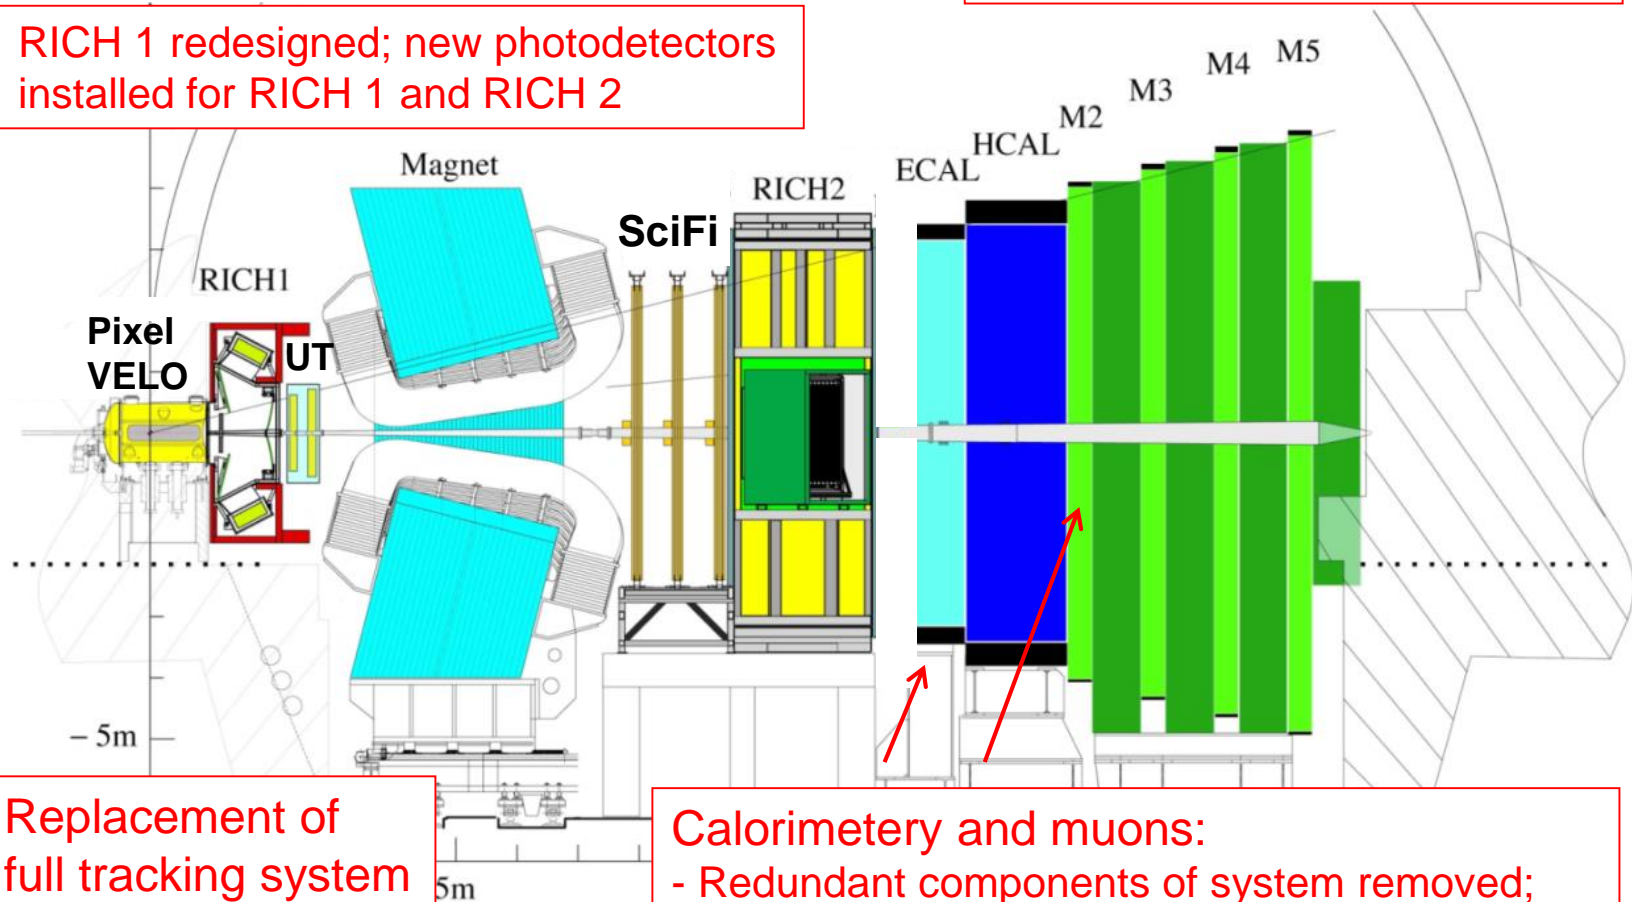 RICH 1 redesigned; new photodetectors
installed for RICH 1 and RICH 2
M5
M4
M3
M2
HCAL
ECAL
Magnet
RICH2
SciFi
RICH1
Pixel
VELO
UT
– 5m
Replacement of
full tracking system
5m
Calorimetery and muons:
- Redundant components of system removed;